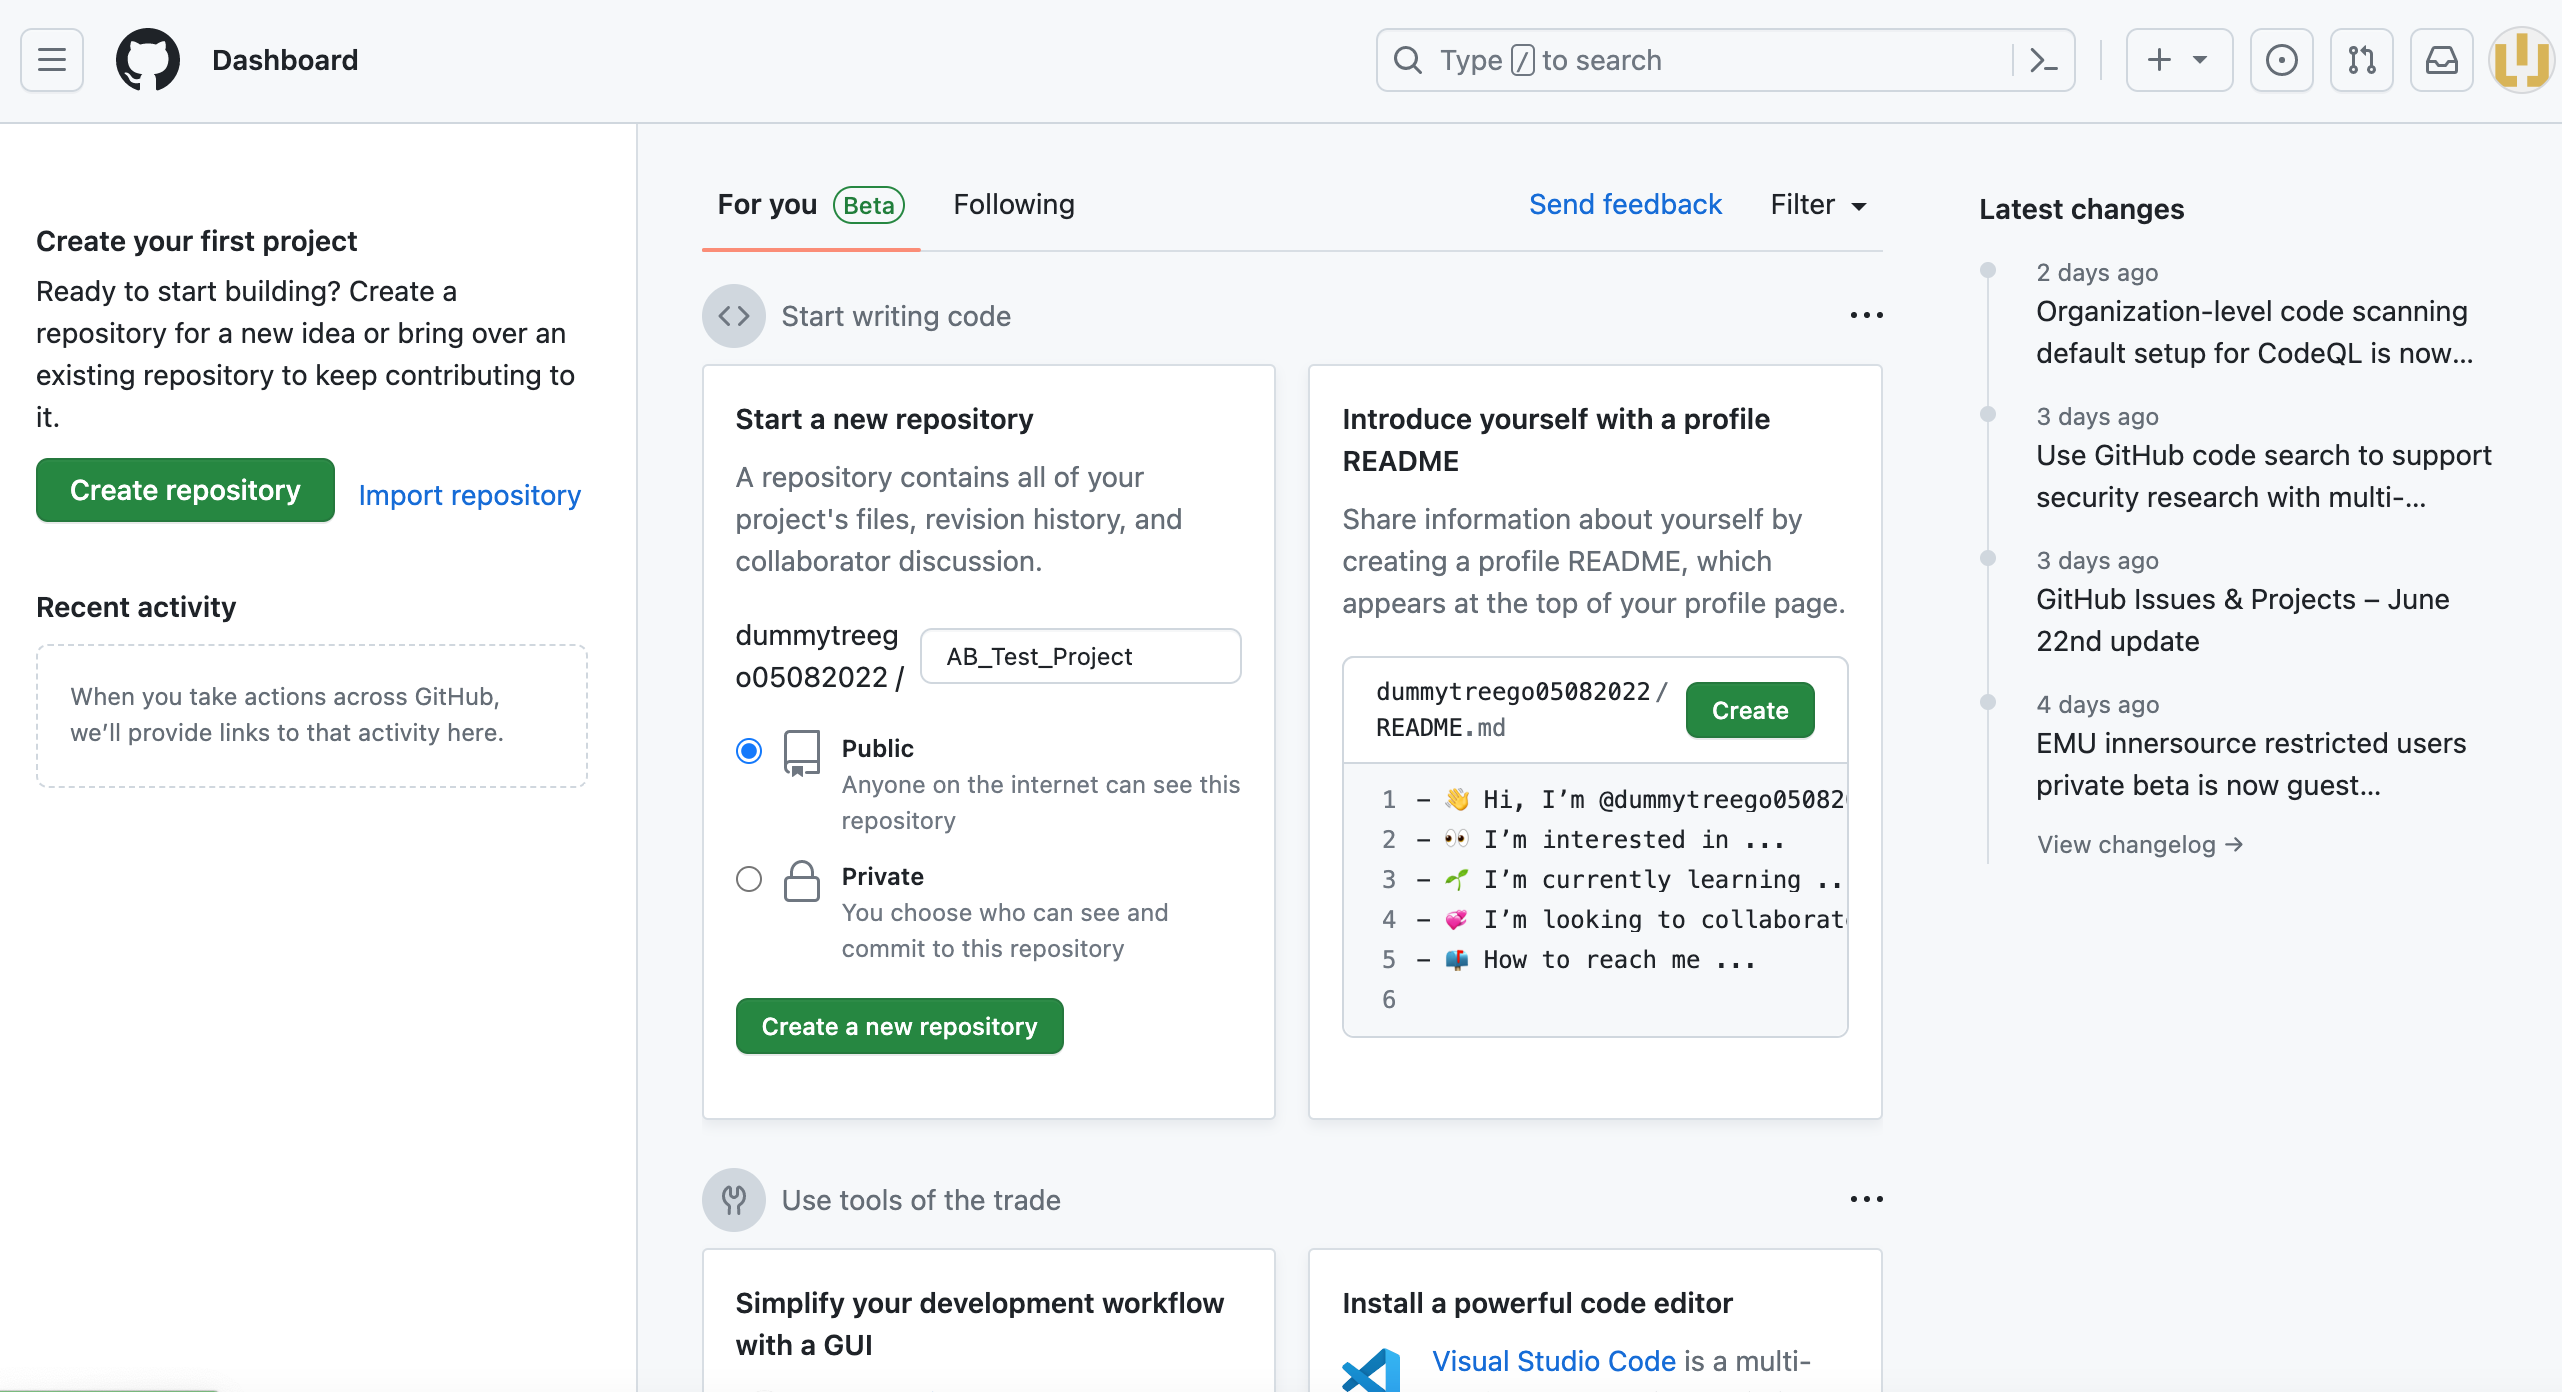 Dashboard
Type / to search
Create your first project
Ready to start building? Create a
repository for a new idea or bring over an
existing repository to keep contributing to
it.
Create repository
Import repository
Recent activity
When you take actions across GitHub,
we’ll provide links to that activity here.
For you Beta
Following
Send feedback
Filter
Start writing code
Start a new repository
A repository contains all of your
project's files, revision history, and
collaborator discussion.
dummytreeg
o05082022 /
AB_Test_Project
Public
Anyone on the internet can see this
repository
Private
You choose who can see and
commit to this repository
Create a new repository
Introduce yourself with a profile
README
Share information about yourself by
creating a profile README, which
appears at the top of your profile page.
dummytreego05082022 /
README.md
Create
1 - 👋 Hi, I’m @dummytreego05082
2 - 👀 I’m interested in ...
3 - 🌱 I’m currently learning ..
4 - 💞️ I’m looking to collaborat
5 - 📫 How to reach me ...
6
Use tools of the trade
Simplify your development workflow
with a GUI
Install a powerful code editor
Visual Studio Code is a multi-
Latest changes
2 days ago
Organization-level code scanning
default setup for CodeQL is now...
3 days ago
Use GitHub code search to support
security research with multi-...
3 days ago
GitHub Issues & Projects – June
22nd update
4 days ago
EMU innersource restricted users
private beta is now guest...
View changelog →